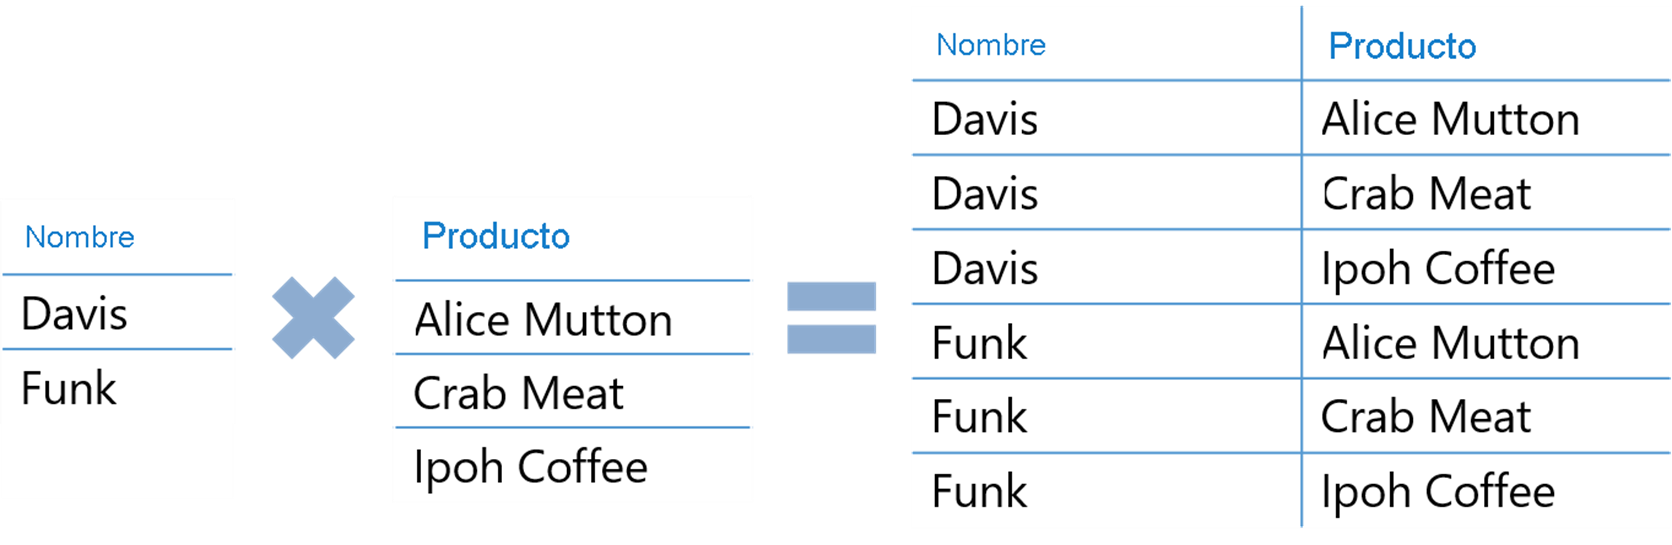 Nombre
Davis
Funk
Producto
Alice Mutton
Crab Meat
Ipoh Coffee
Nombre Producto
Davis Alice Mutton
Davis Crab Meat
Davis Ipoh Coffee
Funk Alice Mutton
Funk Crab Meat
Funk Ipoh Coffee